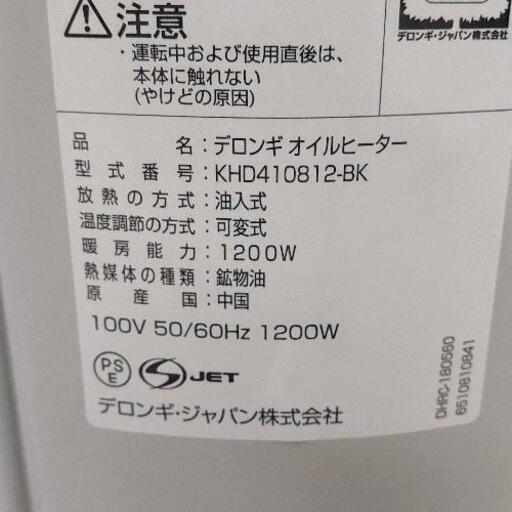 注意
・運転中および使用直後は、
本体に触れない
(やけどの原因)
デロンギ・ジャパン株式会社
品名:デロンギ オイルヒーター
型式番号:KHD410812-BK
放熱の方式:油入式
温度調節の方式:可変式
暖房能力:1200W
熱媒体の種類:鉱物油
原産国:中国
100V 50/60Hz 1200W
PSE
JET
デロンギ・ジャパン株式会社
DHRC-180560
6510810841